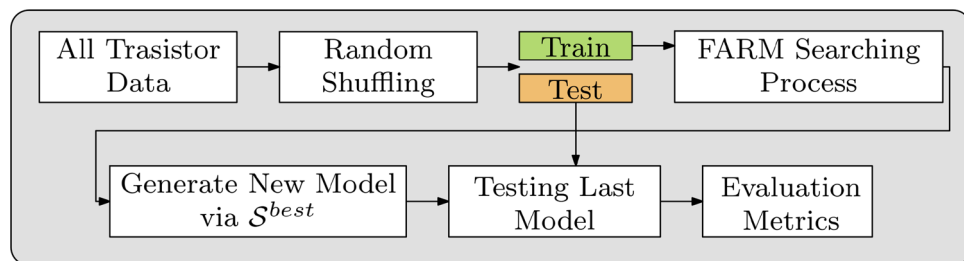 All Trasistor
Data
Random
Shuffling
Train
Test
FARM Searching
Process
Generate New Model
via 𝒮^{best}
Testing Last
Model
Evaluation
Metrics